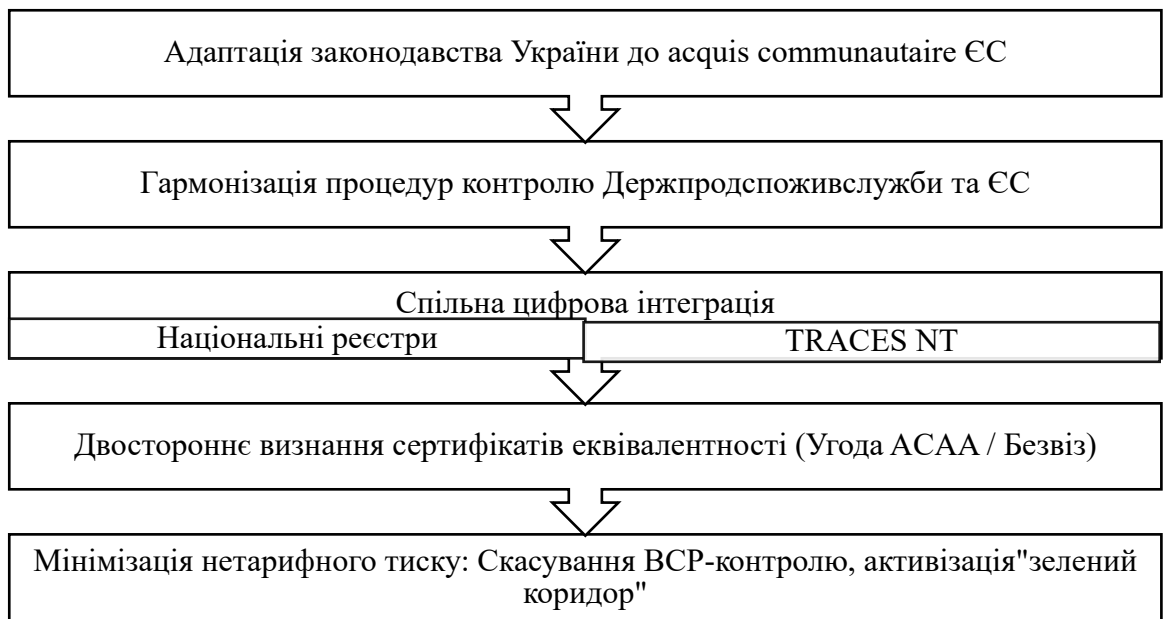 Адаптація законодавства України до acquis communautaire ЄС
Гармонізація процедур контролю Держпродспоживслужби та ЄС
Спільна цифрова інтеграція
Національні реєстри
TRACES NT
Двостороннє визнання сертифікатів еквівалентності (Угода АСАА / Безвіз)
Мінімізація нетарифного тиску: Скасування ВСР-контролю, активізація"зелений
коридор"